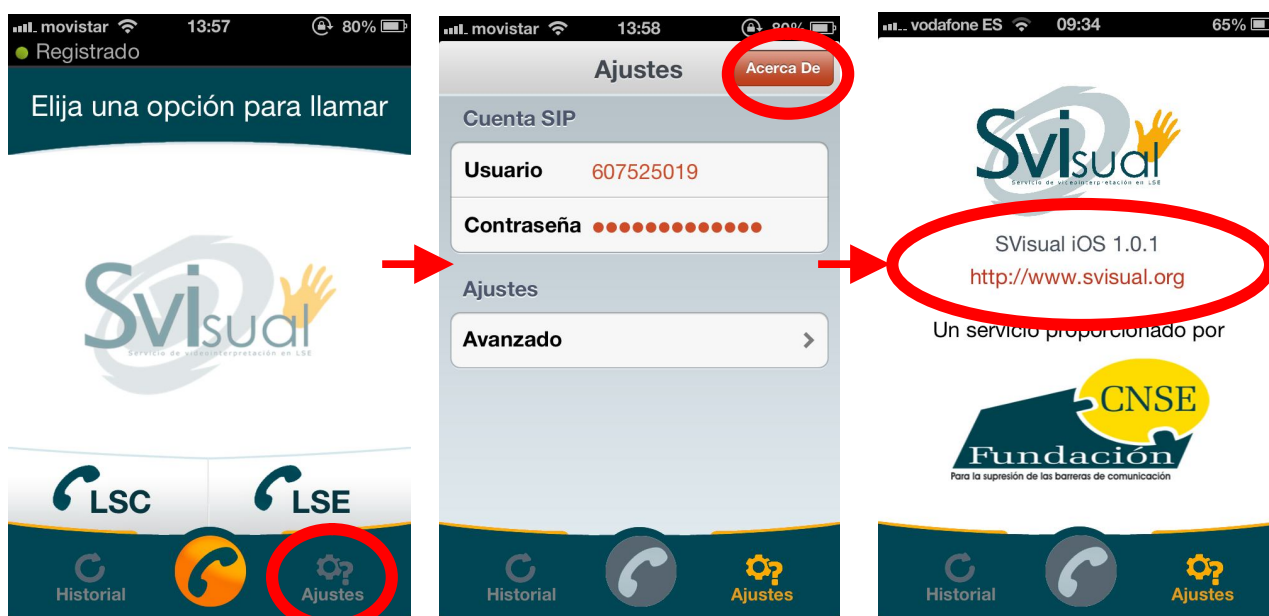 movistar 13:57 80%
Registrado
Elija una opción para llamar
SVIsual
Servicio de videointerpretación en LSE
LSC LSE
Historial Ajustes
movistar 13:58 80%
Ajustes Acerca De
Cuenta SIP
Usuario 607525019
Contraseña ●●●●●●●●●●●●●
Ajustes
Avanzado
Historial Ajustes
vodafone ES 09:34 65%
SVIsual
Servicio de videointerpretación en LSE
SVisual iOS 1.0.1
http://www.svisual.org
Un servicio proporcionado por
CNSE
Fundación
Para la supresión de las barreras de comunicación
Historial Ajustes